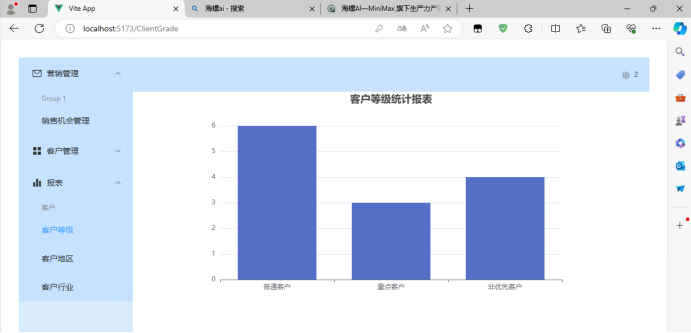 Vite App
海螺ai - 搜索
海螺AI—MiniMax 旗下生产力产
localhost:5173/ClientGrade
营销管理
2
Group 1
销售机会管理
客户管理
报表
客户
客户等级
客户地区
客户行业
客户等级统计报表
6
5
4
3
2
1
0
普通客户
重点客户
非优先客户